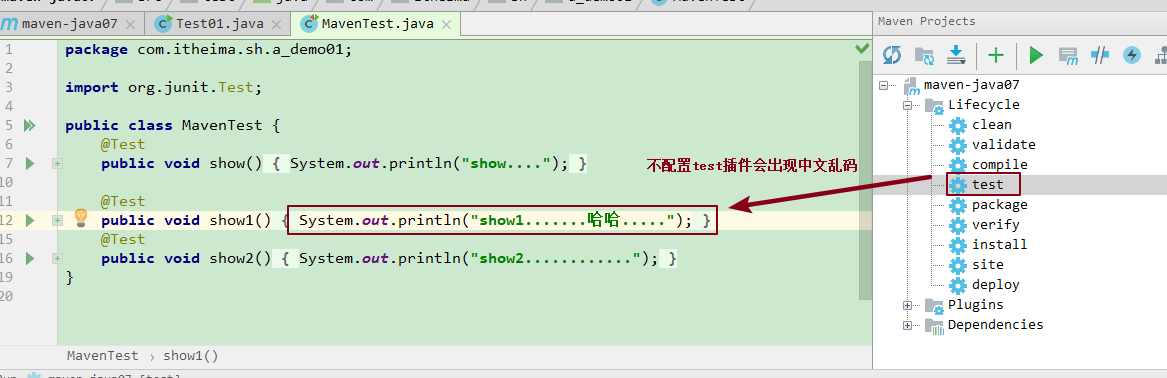 maven-java07
Test01.java
MavenTest.java
Maven Projects
1 package com.itheima.sh.a_demo01;
2
3 import org.junit.Test;
4
5 public class MavenTest {
6 @Test
7 public void show() { System.out.println("show...."); }
10
11 @Test
12 public void show1() { System.out.println("show1.......哈哈....."); }
15 @Test
16 public void show2() { System.out.println("show2............"); }
19 }
20
不配置test插件会出现中文乱码
MavenTest › show1()
maven-java07
Lifecycle
clean
validate
compile
test
package
verify
install
site
deploy
Plugins
Dependencies
maven-java07 [test]